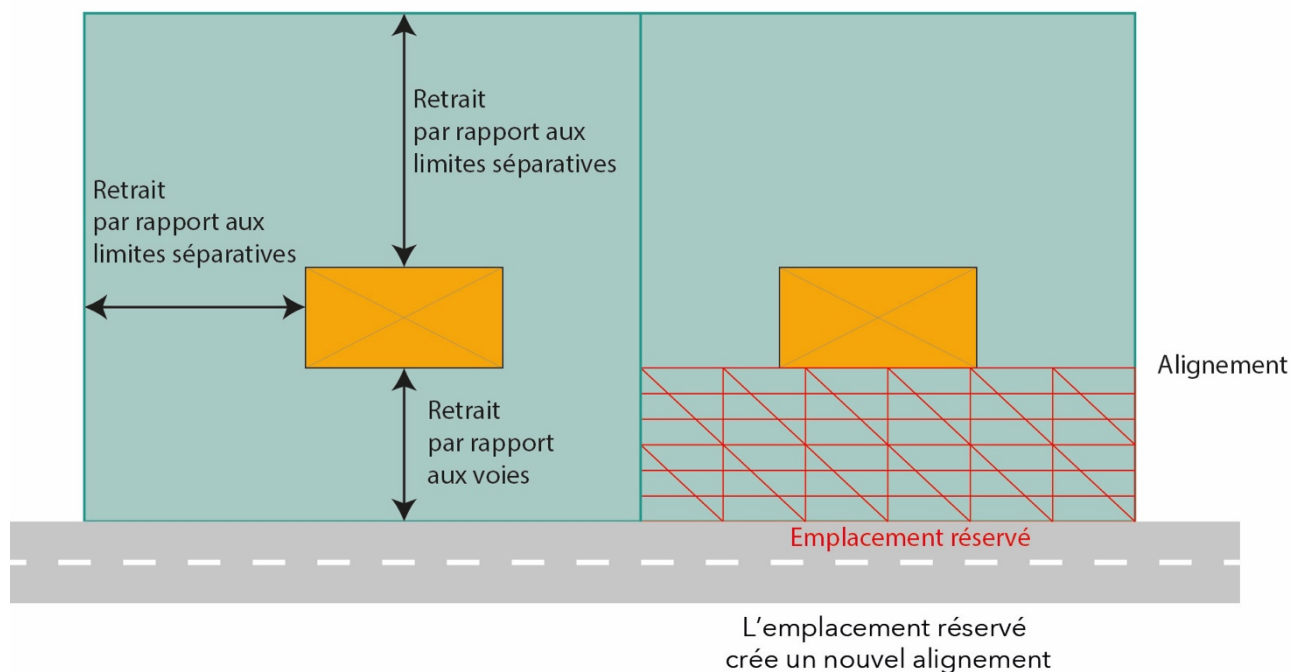 Retrait
par rapport aux
limites séparatives
Retrait
par rapport aux
limites séparatives
Alignement
Retrait
par rapport
aux voies
Emplacement réservé
L'emplacement réservé
crée un nouvel alignement